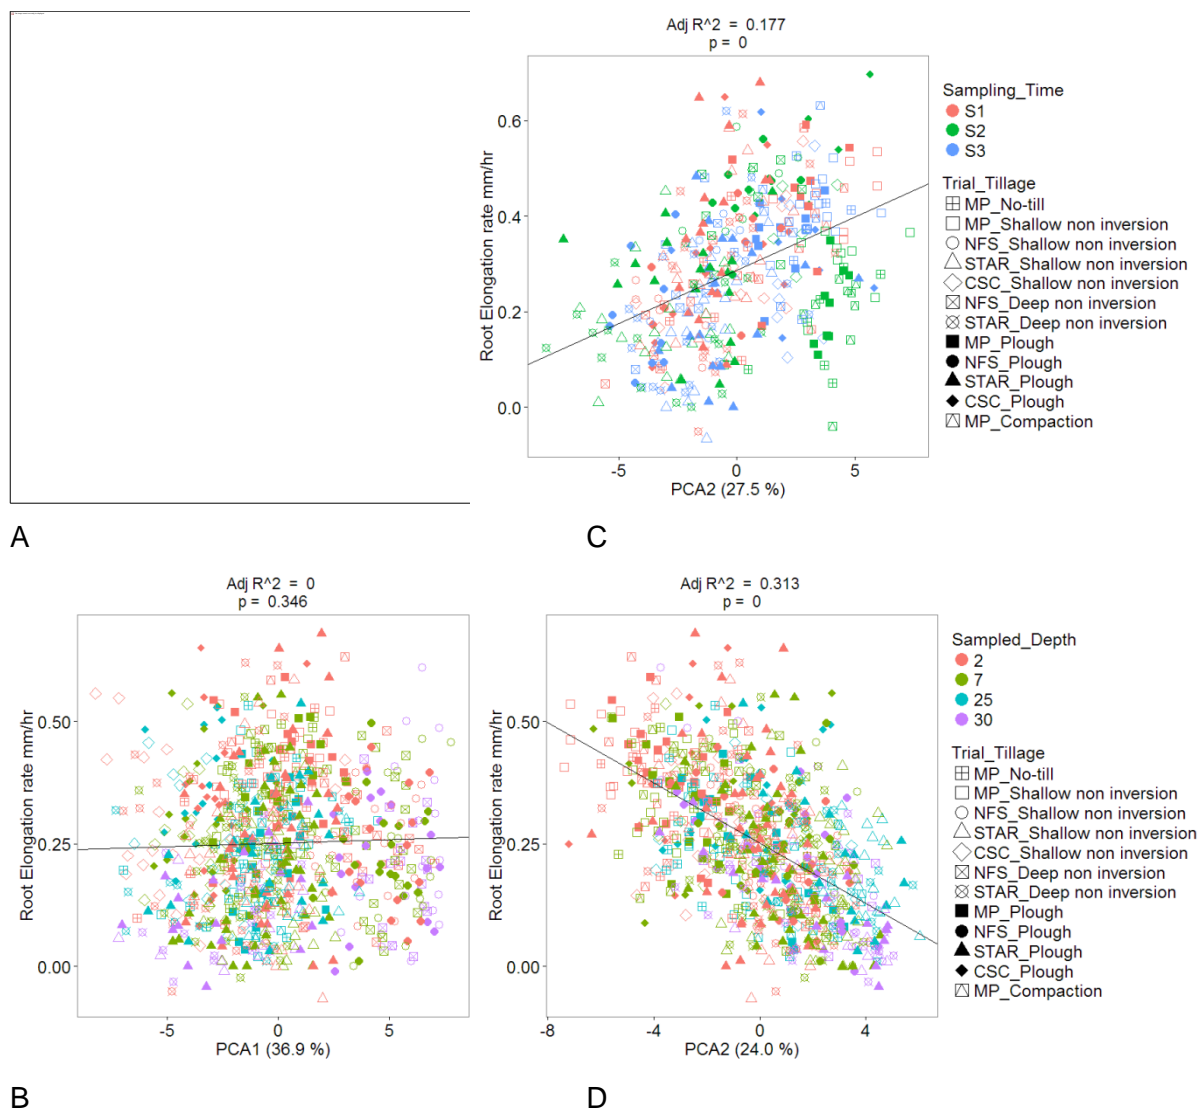 Adj R^2 = 0.177
p = 0
Root Elongation rate mm/hr
0.6
0.4
0.2
0.0
-5
0
5
PCA2 (27.5 %)
Sampling_Time
S1
S2
S3
Trial_Tillage
MP_No-till
MP_Shallow non inversion
NFS_Shallow non inversion
STAR_Shallow non inversion
CSC_Shallow non inversion
NFS_Deep non inversion
STAR_Deep non inversion
MP_Plough
NFS_Plough
STAR_Plough
CSC_Plough
MP_Compaction
A
C
Adj R^2 = 0
p = 0.346
Root Elongation rate mm/hr
0.50
0.25
0.00
-5
0
5
PCA1 (36.9 %)
Adj R^2 = 0.313
p = 0
Root Elongation rate mm/hr
0.50
0.25
0.00
-8
-4
0
4
PCA2 (24.0 %)
Sampled_Depth
2
7
25
30
Trial_Tillage
MP_No-till
MP_Shallow non inversion
NFS_Shallow non inversion
STAR_Shallow non inversion
CSC_Shallow non inversion
NFS_Deep non inversion
STAR_Deep non inversion
MP_Plough
NFS_Plough
STAR_Plough
CSC_Plough
MP_Compaction
B
D